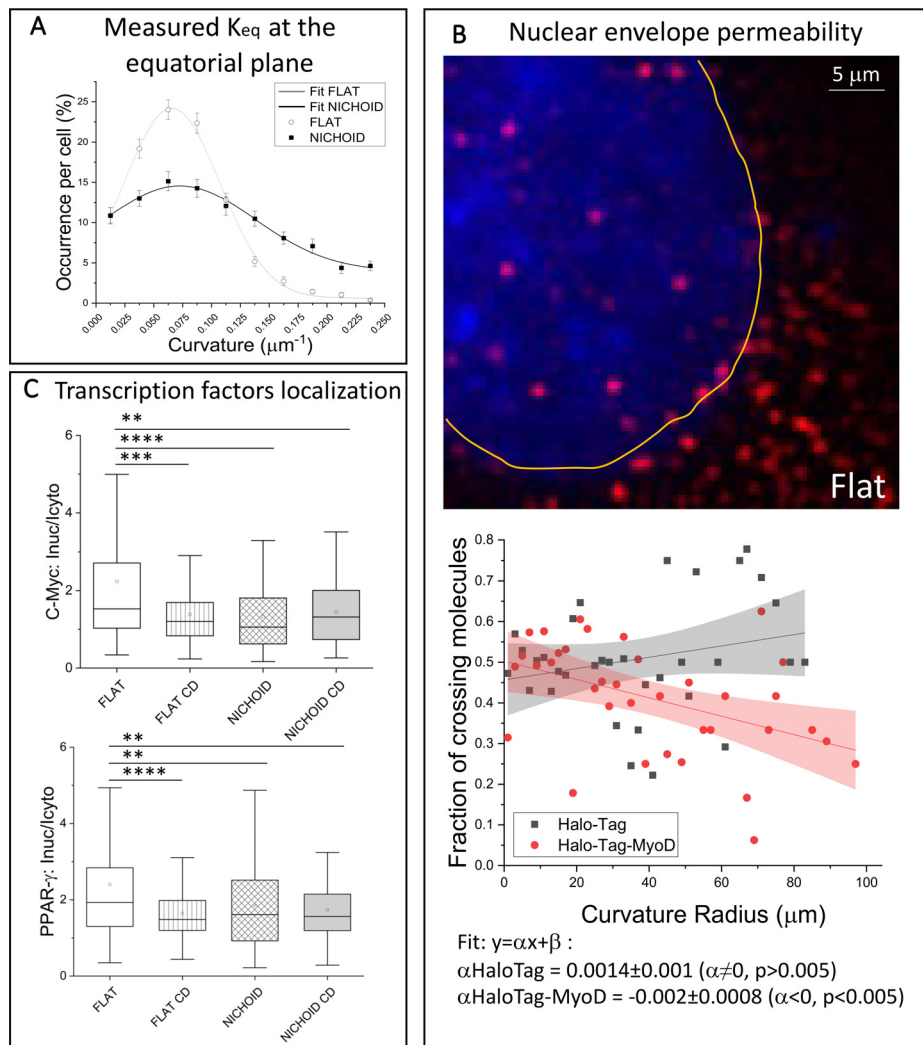 A
Measured Keq at the
equatorial plane
Occurrence per cell (%)
25
20
15
10
5
0
Fit FLAT
Fit NICHOID
FLAT
NICHOID
0.000
0.025
0.050
0.075
0.100
0.125
0.150
0.175
0.200
0.225
0.250
Curvature (μm⁻¹)
C
Transcription factors localization
C-Myc: Inuc/Icyto
6
4
2
0
**
****
***
FLAT
FLAT CD
NICHOID
NICHOID CD
PPAR-γ: Inuc/Icyto
6
4
2
0
**
**
****
FLAT
FLAT CD
NICHOID
NICHOID CD
B
Nuclear envelope permeability
5 μm
Flat
Fraction of crossing molecules
0.8
0.7
0.6
0.5
0.4
0.3
0.2
0.1
0.0
Halo-Tag
Halo-Tag-MyoD
0
20
40
60
80
100
Curvature Radius (μm)
Fit: y=αx+β :
αHaloTag = 0.0014±0.001 (α≠0, p>0.005)
αHaloTag-MyoD = -0.002±0.0008 (α<0, p<0.005)